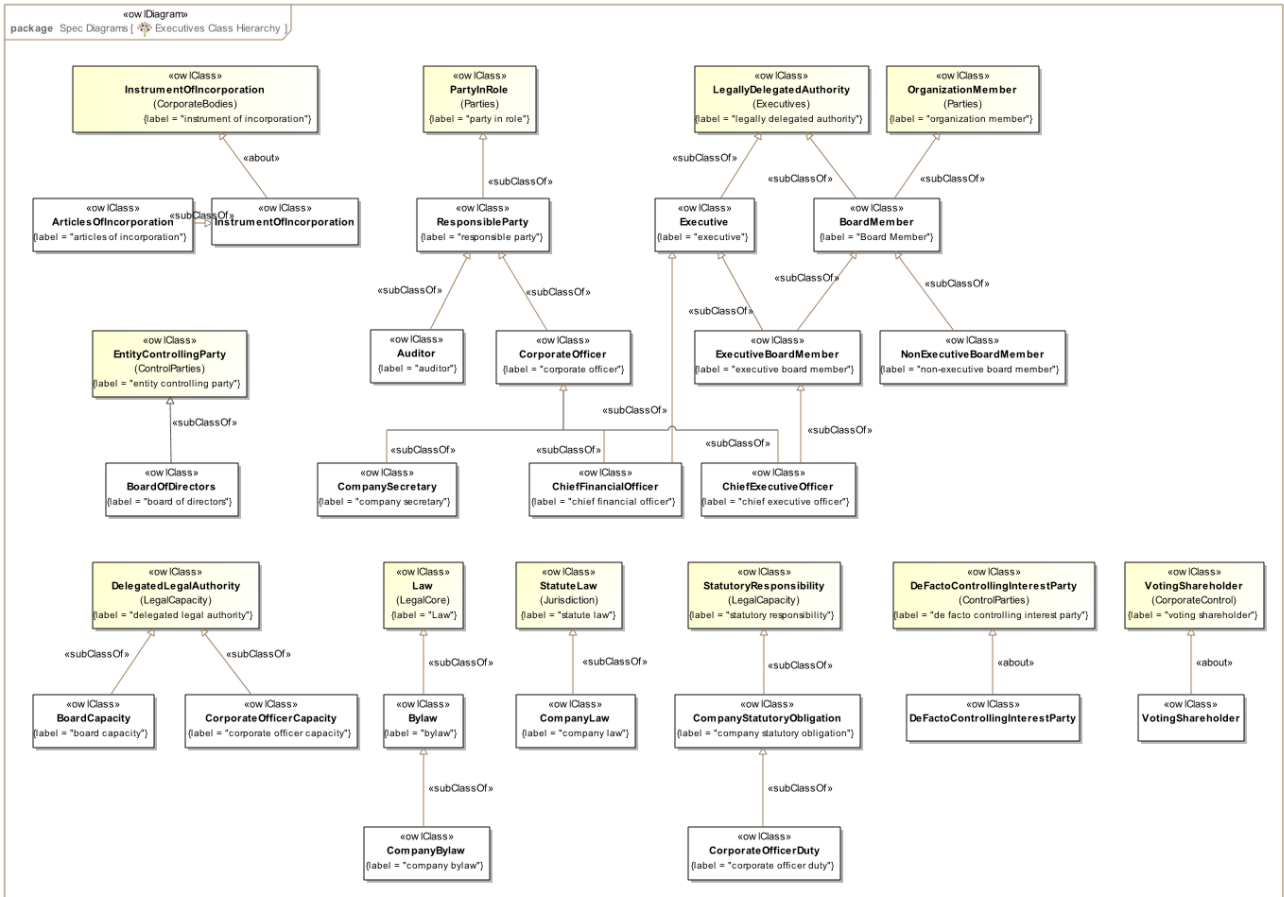 «owlDiagram»
package Spec Diagrams [ Executives Class Hierarchy ]
«owlClass»
InstrumentOfIncorporation
(CorporateBodies)
{label = "instrument of incorporation"}
«owlClass»
PartyInRole
(Parties)
{label = "party in role"}
«owlClass»
LegallyDelegatedAuthority
(Executives)
{label = "legally delegated authority"}
«owlClass»
OrganizationMember
(Parties)
{label = "organization member"}
«about»
«subClassOf»
«subClassOf»
«subClassOf»
«subClassOf»
«owlClass»
ArticlesOfIncorporation
{label = "articles of incorporation"}
«subClassOf»
«owlClass»
InstrumentOfIncorporation
«owlClass»
ResponsibleParty
{label = "responsible party"}
«owlClass»
Executive
{label = "executive"}
«owlClass»
BoardMember
{label = "Board Member"}
«subClassOf»
«subClassOf»
«subClassOf»
«subClassOf»
«subClassOf»
«owlClass»
EntityControllingParty
(ControlParties)
{label = "entity controlling party"}
«owlClass»
Auditor
{label = "auditor"}
«owlClass»
CorporateOfficer
{label = "corporate officer"}
«owlClass»
ExecutiveBoardMember
{label = "executive board member"}
«owlClass»
NonExecutiveBoardMember
{label = "non-executive board member"}
«subClassOf»
«subClassOf»
«subClassOf»
«subClassOf»
«subClassOf»
«subClassOf»
«owlClass»
BoardOfDirectors
{label = "board of directors"}
«owlClass»
CompanySecretary
{label = "company secretary"}
«owlClass»
ChiefFinancialOfficer
{label = "chief financial officer"}
«owlClass»
ChiefExecutiveOfficer
{label = "chief executive officer"}
«owlClass»
DelegatedLegalAuthority
(LegalCapacity)
{label = "delegated legal authority"}
«owlClass»
Law
(LegalCore)
{label = "Law"}
«owlClass»
StatuteLaw
(Jurisdiction)
{label = "statute law"}
«owlClass»
StatutoryResponsibility
(LegalCapacity)
{label = "statutory responsibility"}
«owlClass»
DeFactoControllingInterestParty
(ControlParties)
{label = "de facto controlling interest party"}
«owlClass»
VotingShareholder
(CorporateControl)
{label = "voting shareholder"}
«subClassOf»
«subClassOf»
«subClassOf»
«subClassOf»
«subClassOf»
«about»
«about»
«owlClass»
BoardCapacity
{label = "board capacity"}
«owlClass»
CorporateOfficerCapacity
{label = "corporate officer capacity"}
«owlClass»
Bylaw
{label = "bylaw"}
«owlClass»
CompanyLaw
{label = "company law"}
«owlClass»
CompanyStatutoryObligation
{label = "company statutory obligation"}
«owlClass»
DeFactoControllingInterestParty
«owlClass»
VotingShareholder
«subClassOf»
«subClassOf»
«owlClass»
CompanyBylaw
{label = "company bylaw"}
«owlClass»
CorporateOfficerDuty
{label = "corporate officer duty"}